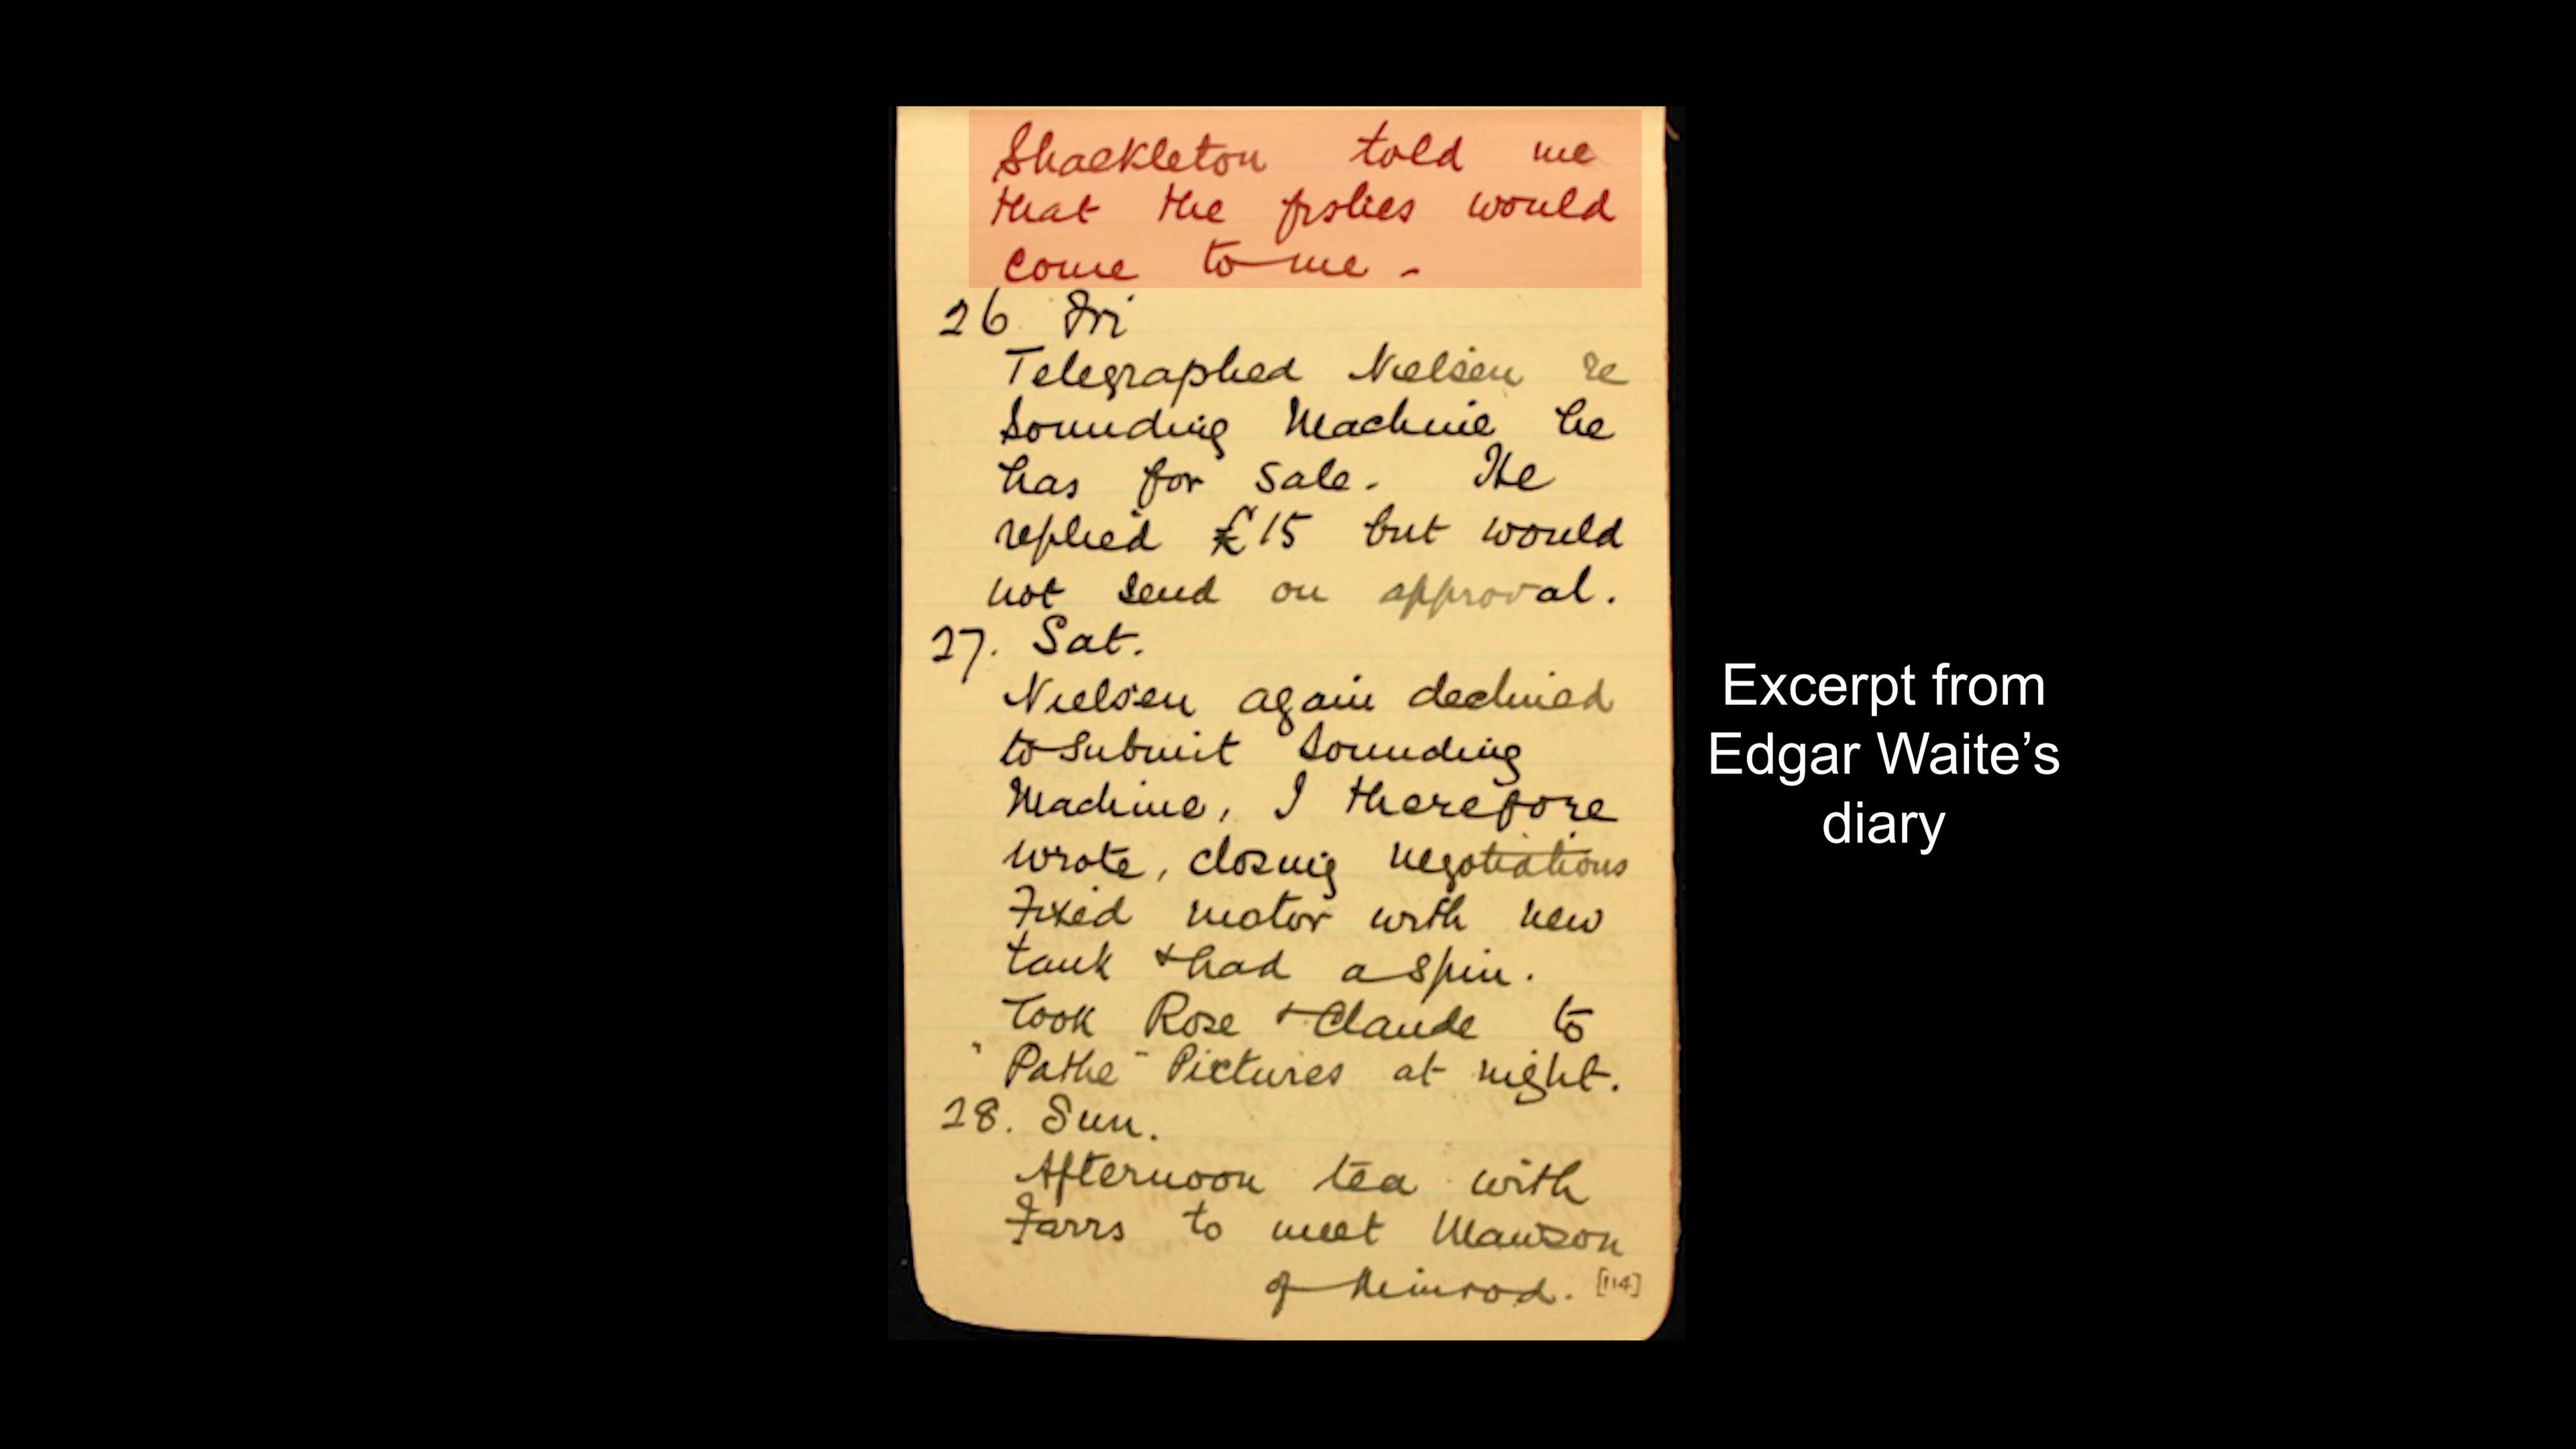 Shackleton told me
that the fishes would
come to me -
26 Fri
Telegraphed Nielsen re
Sounding Machine he
has for sale. He
replied £15 but would
not send on approval.
27. Sat.
Nielsen again declined
to submit Sounding
Machine, I therefore
wrote, closing negotiations
Fixed motor with new
tank & had a spin.
Took Rose & Claude to
"Pathe" Pictures at night.
28. Sun.
Afternoon tea with
Farrs to meet Mawson
of Nimrod. [114]
Excerpt from
Edgar Waite's
diary